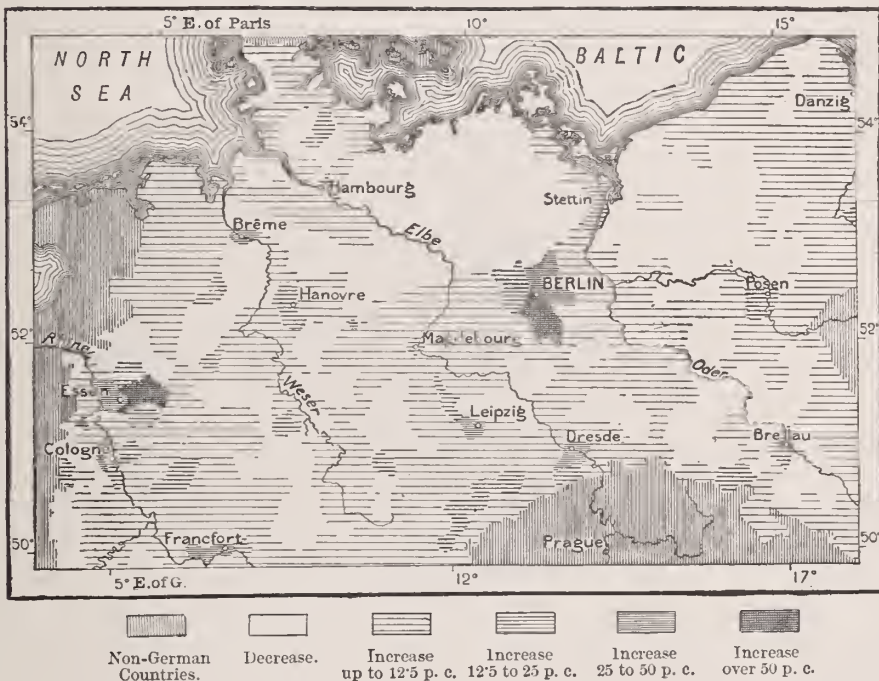 5° E. of Paris
10°
15°
NORTH
SEA
BALTIC
Danzig
54°
54°
Hambourg
Stettin
Brême
Elbe
BERLIN
Posen
Hanovre
52°
52°
Rhine
Oder
Essen
Weser
Leipzig
Cologne
Dresde
Breslau
Francfort
Prague
50°
50°
5° E. of G.
12°
17°
Non-German
Countries.
Decrease.
Increase
up to 12·5 p. c.
Increase
12·5 to 25 p. c.
Increase
25 to 50 p. c.
Increase
over 50 p. c.